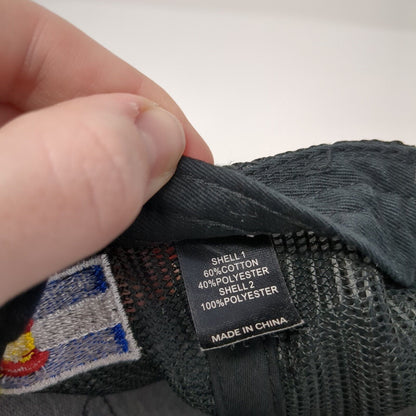 SHELL 1
60%COTTON
40%POLYESTER
SHELL 2
100%POLYESTER
MADE IN CHINA